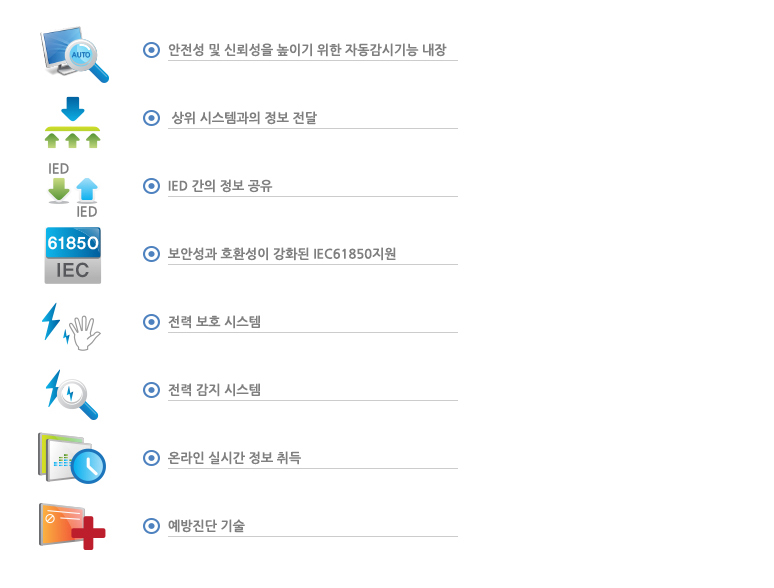 AUTO
안전성 및 신뢰성을 높이기 위한 자동감시기능 내장
상위 시스템과의 정보 전달
IED
IED 간의 정보 공유
IED
61850
보안성과 호환성이 강화된 IEC61850지원
IEC
전력 보호 시스템
전력 감지 시스템
온라인 실시간 정보 취득
예방진단 기술